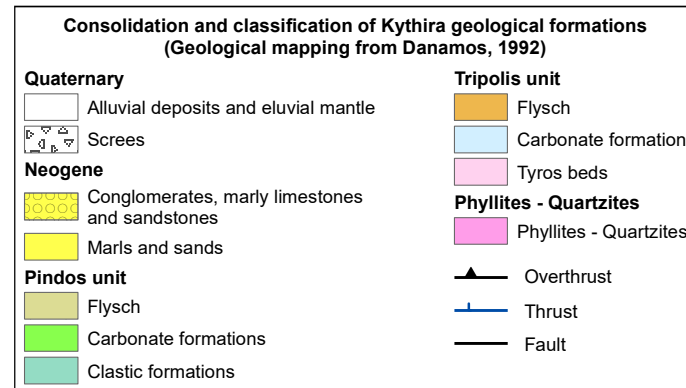 Consolidation and classification of Kythira geological formations
(Geological mapping from Danamos, 1992)
Quaternary
Alluvial deposits and eluvial mantle
Screes
Neogene
Conglomerates, marly limestones
and sandstones
Marls and sands
Pindos unit
Flysch
Carbonate formations
Clastic formations
Tripolis unit
Flysch
Carbonate formation
Tyros beds
Phyllites - Quartzites
Phyllites - Quartzites
Overthrust
Thrust
Fault